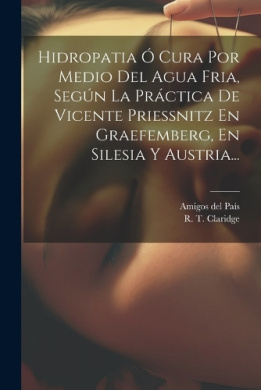 Hidropatia Ó Cura Por
Medio Del Agua Fria,
Según La Práctica De
Vicente Priessnitz En
Graefemberg, En
Silesia Y Austria...
Amigos del País
R. T. Claridge